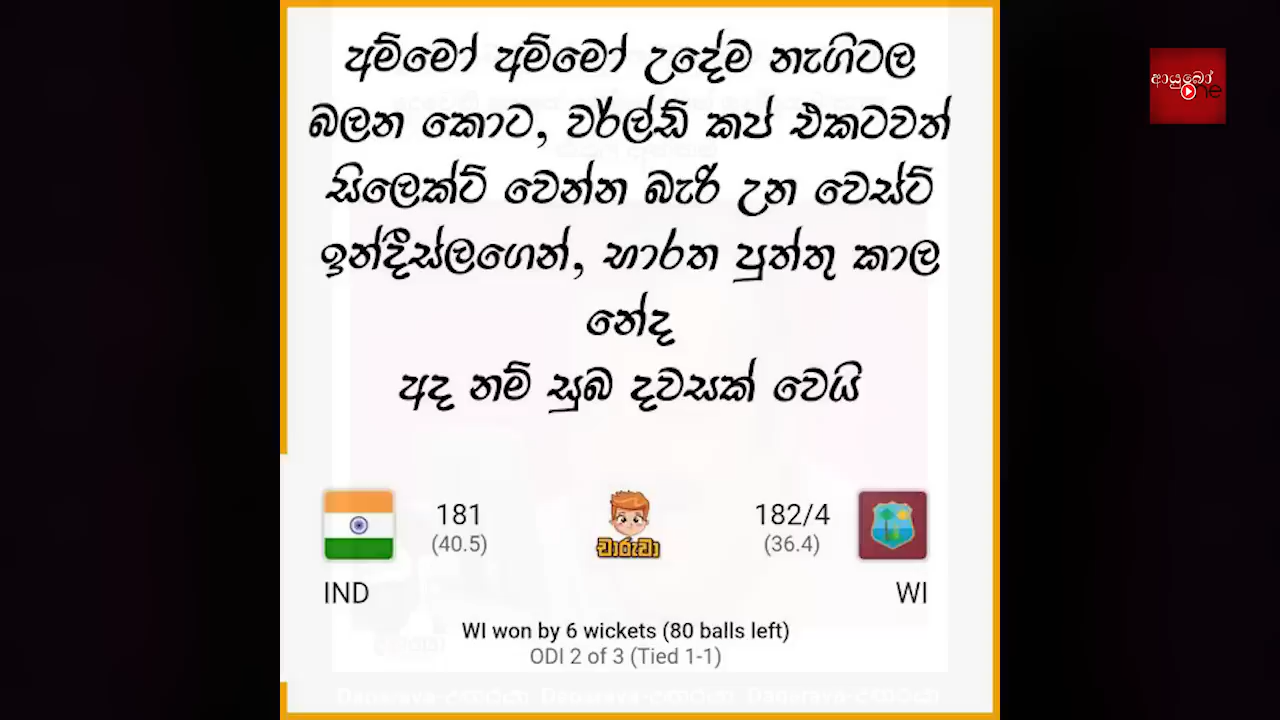 අම්මෝ අම්මෝ උදේම නැගිටල
බලන කොට, වර්ල්ඩ් කප් එකටවත්
සිලෙක්ට් වෙන්න බැරි උන වෙස්ට්
ඉන්දීස්ලගෙන්, භාරත පුත්තු කාල
නේද
අද නම් සුබ දවසක් වෙයි
ආයුබෝ
one
181
(40.5)
චාරුවා
182/4
(36.4)
IND
WI
WI won by 6 wickets (80 balls left)
ODI 2 of 3 (Tied 1-1)